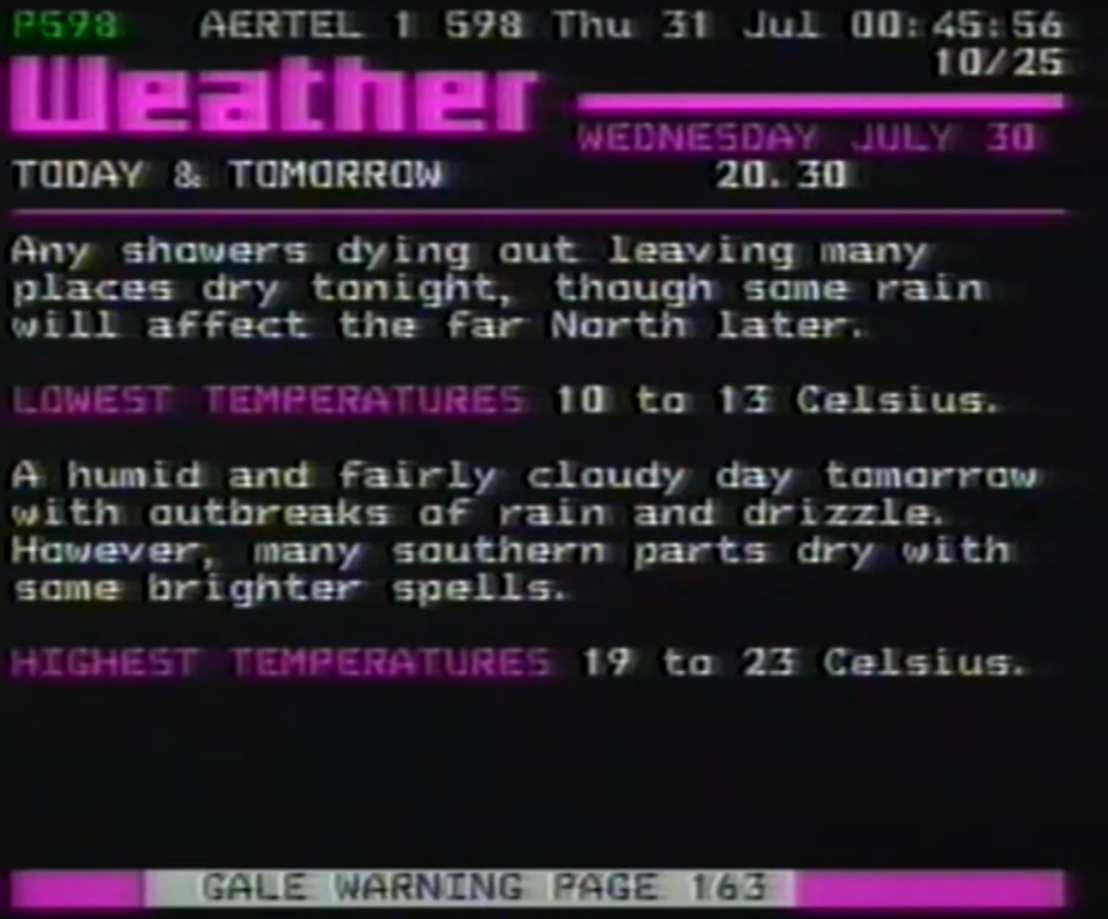 P598 AERTEL 1 598 Thu 31 Jul 00:45:56
10/25
Weather
WEDNESDAY JULY 30
TODAY & TOMORROW 20.30
Any showers dying out leaving many
places dry tonight, though some rain
will affect the far North later.
LOWEST TEMPERATURES 10 to 13 Celsius.
A humid and fairly cloudy day tomorrow
with outbreaks of rain and drizzle.
However, many southern parts dry with
some brighter spells.
HIGHEST TEMPERATURES 19 to 23 Celsius.
GALE WARNING PAGE 163